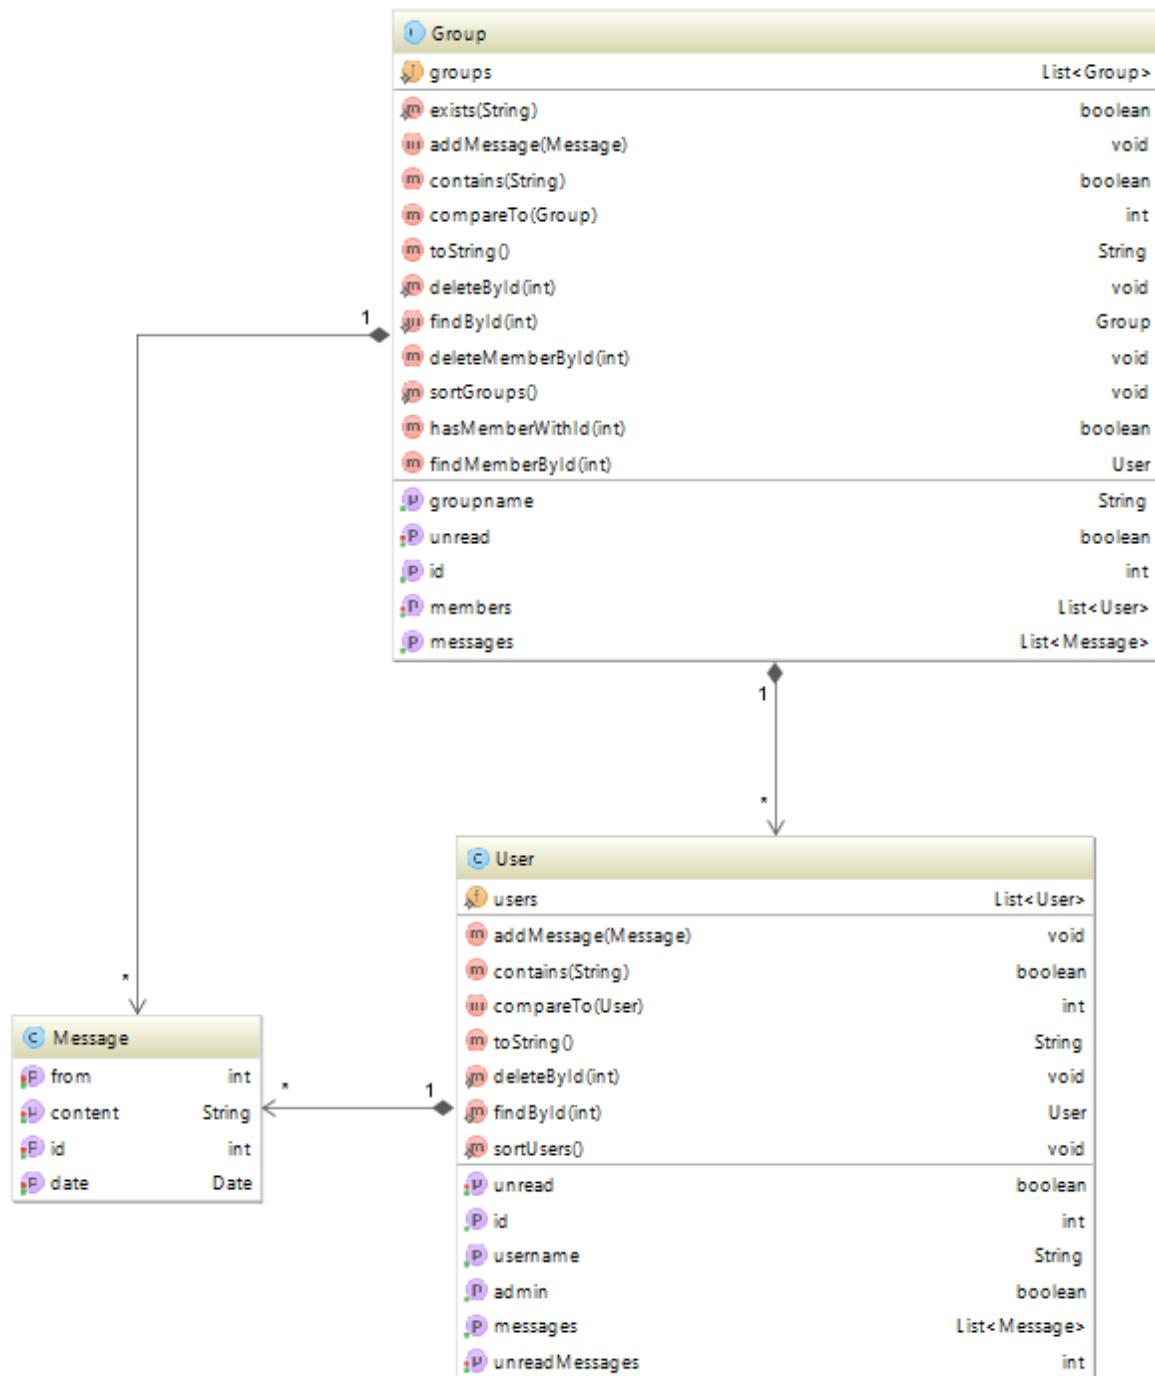 Group
groups List<Group>
exists(String) boolean
addMessage(Message) void
contains(String) boolean
compareTo(Group) int
toString() String
deleteById(int) void
findById(int) Group
deleteMemberById(int) void
sortGroups() void
hasMemberWithId(int) boolean
findMemberById(int) User
groupname String
unread boolean
id int
members List<User>
messages List<Message>
1
1
*
*
User
users List<User>
addMessage(Message) void
contains(String) boolean
compareTo(User) int
toString() String
deleteById(int) void
findById(int) User
sortUsers() void
unread boolean
id int
username String
admin boolean
messages List<Message>
unreadMessages int
1
*
Message
from int
content String
id int
date Date